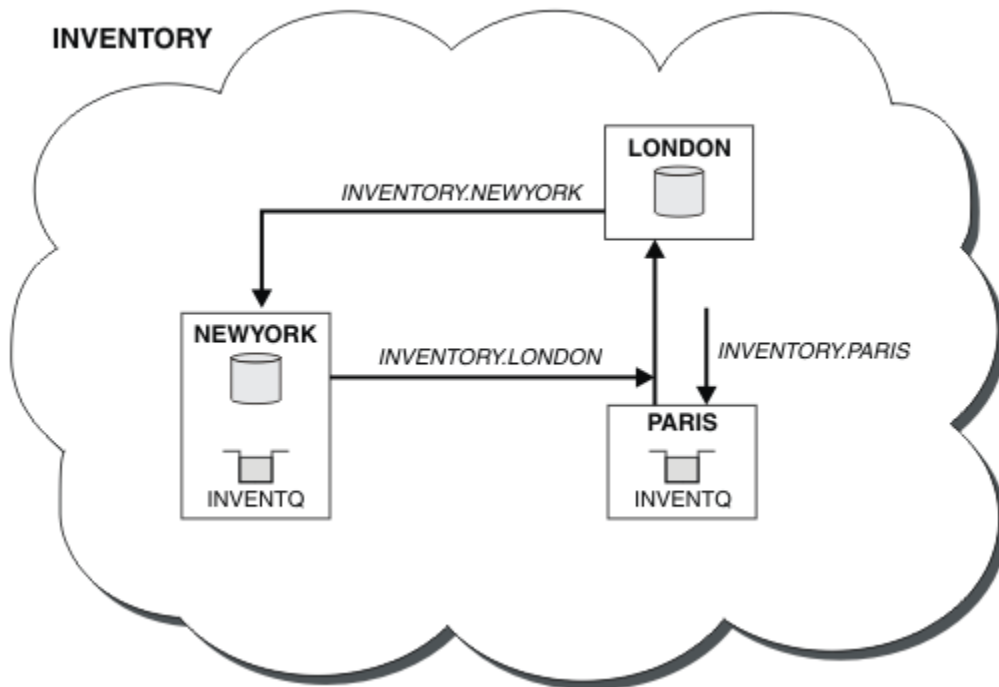 INVENTORY
LONDON
INVENTORY.NEWYORK
NEWYORK
INVENTORY.LONDON
INVENTORY.PARIS
PARIS
INVENTQ
INVENTQ